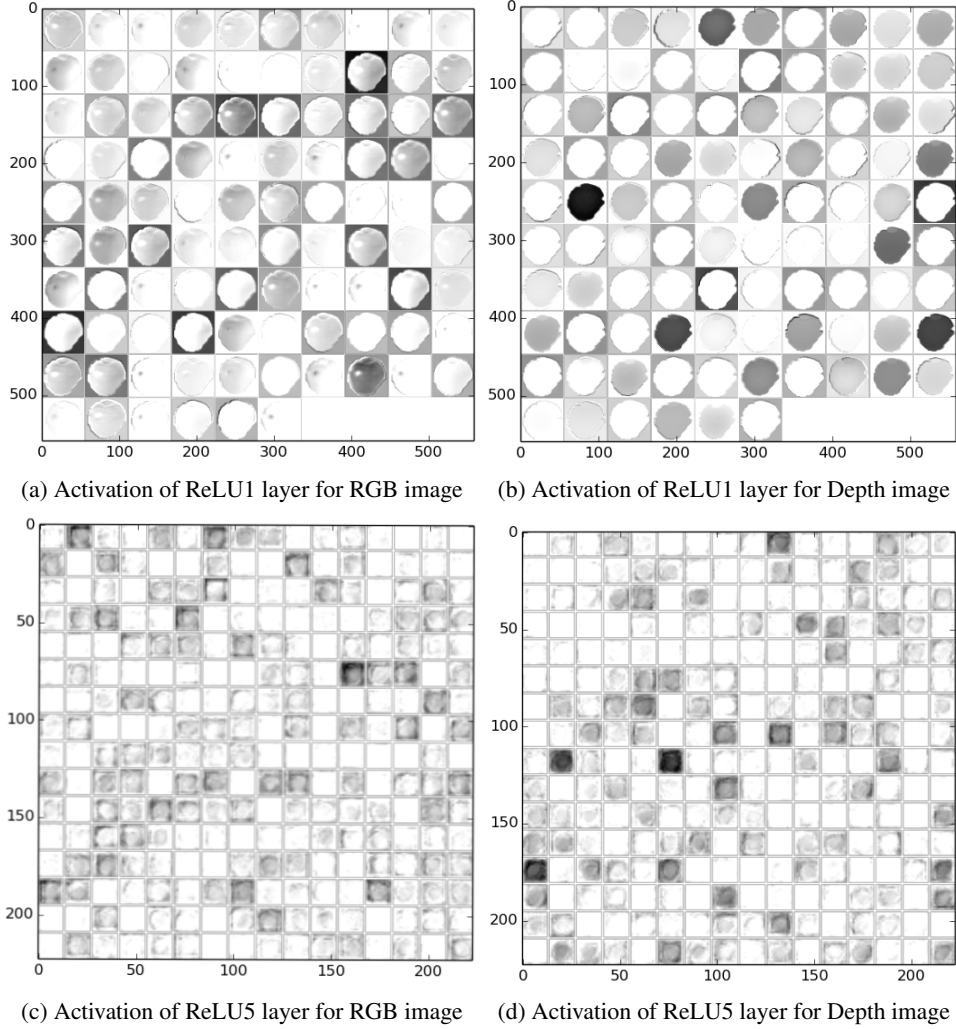 0
100
200
300
400
500
0 100 200 300 400 500
0
100
200
300
400
500
0 100 200 300 400 500
(a) Activation of ReLU1 layer for RGB image
(b) Activation of ReLU1 layer for Depth image
0
50
100
150
200
0 50 100 150 200
0
50
100
150
200
0 50 100 150 200
(c) Activation of ReLU5 layer for RGB image
(d) Activation of ReLU5 layer for Depth image